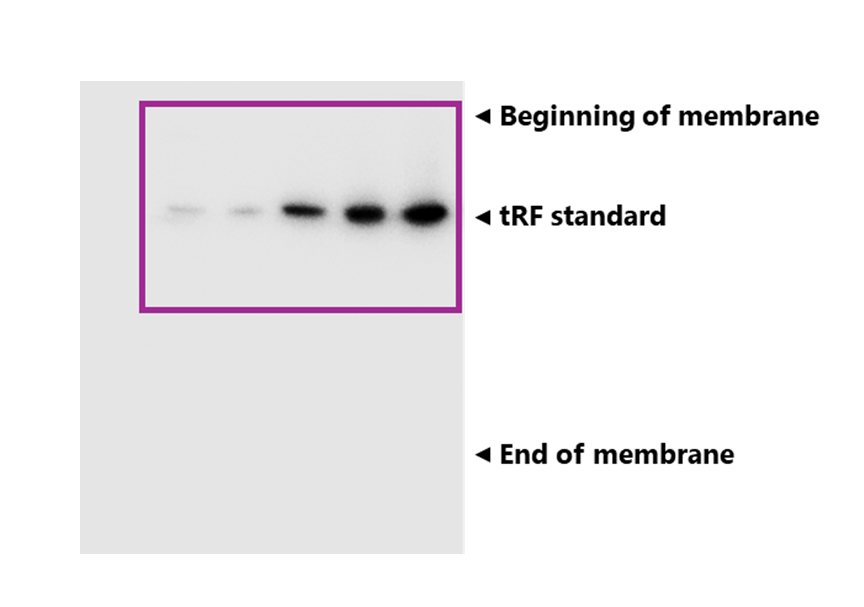 Beginning of membrane
tRF standard
End of membrane